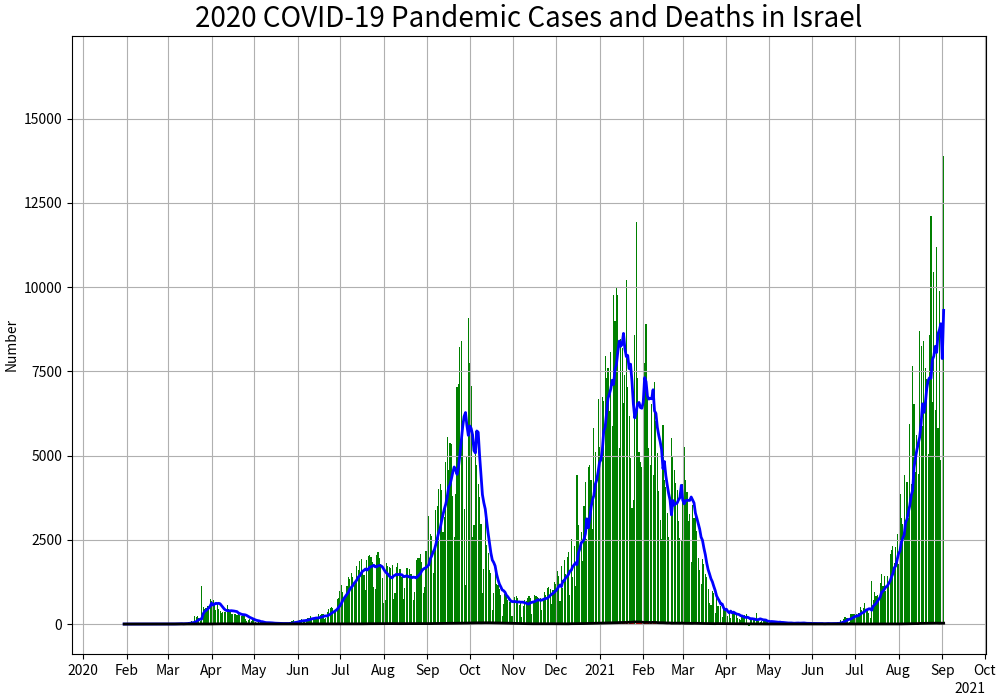 2020 COVID-19 Pandemic Cases and Deaths in Israel
Number
15000
12500
10000
7500
5000
2500
0
2020 Feb Mar Apr May Jun Jul Aug Sep Oct Nov Dec 2021 Feb Mar Apr May Jun Jul Aug Sep Oct
2021